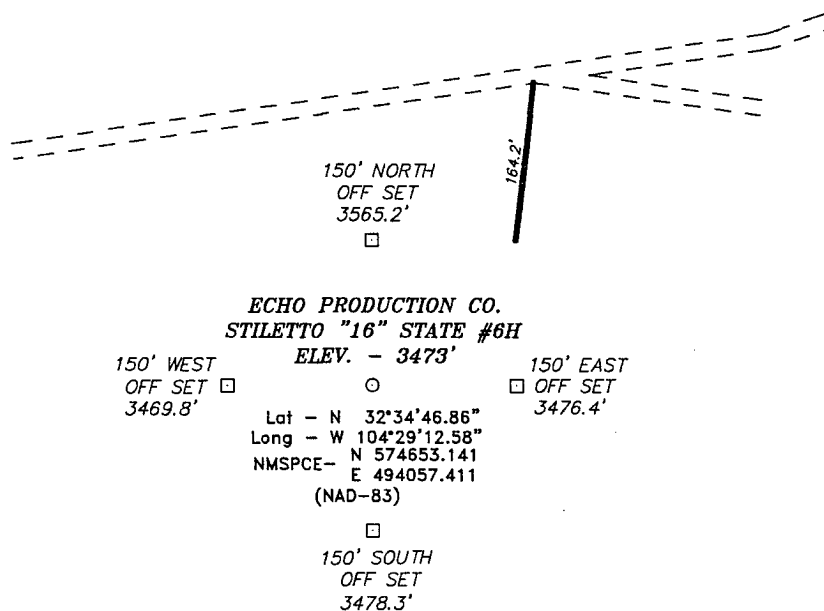 164.2'
150' NORTH
OFF SET
3565.2'
ECHO PRODUCTION CO.
STILETTO "16" STATE #6H
ELEV. - 3473'
150' WEST
OFF SET
3469.8'
150' EAST
OFF SET
3476.4'
Lat - N 32°34'46.86"
Long - W 104°29'12.58"
NMSPCE- N 574653.141
E 494057.411
(NAD-83)
150' SOUTH
OFF SET
3478.3'